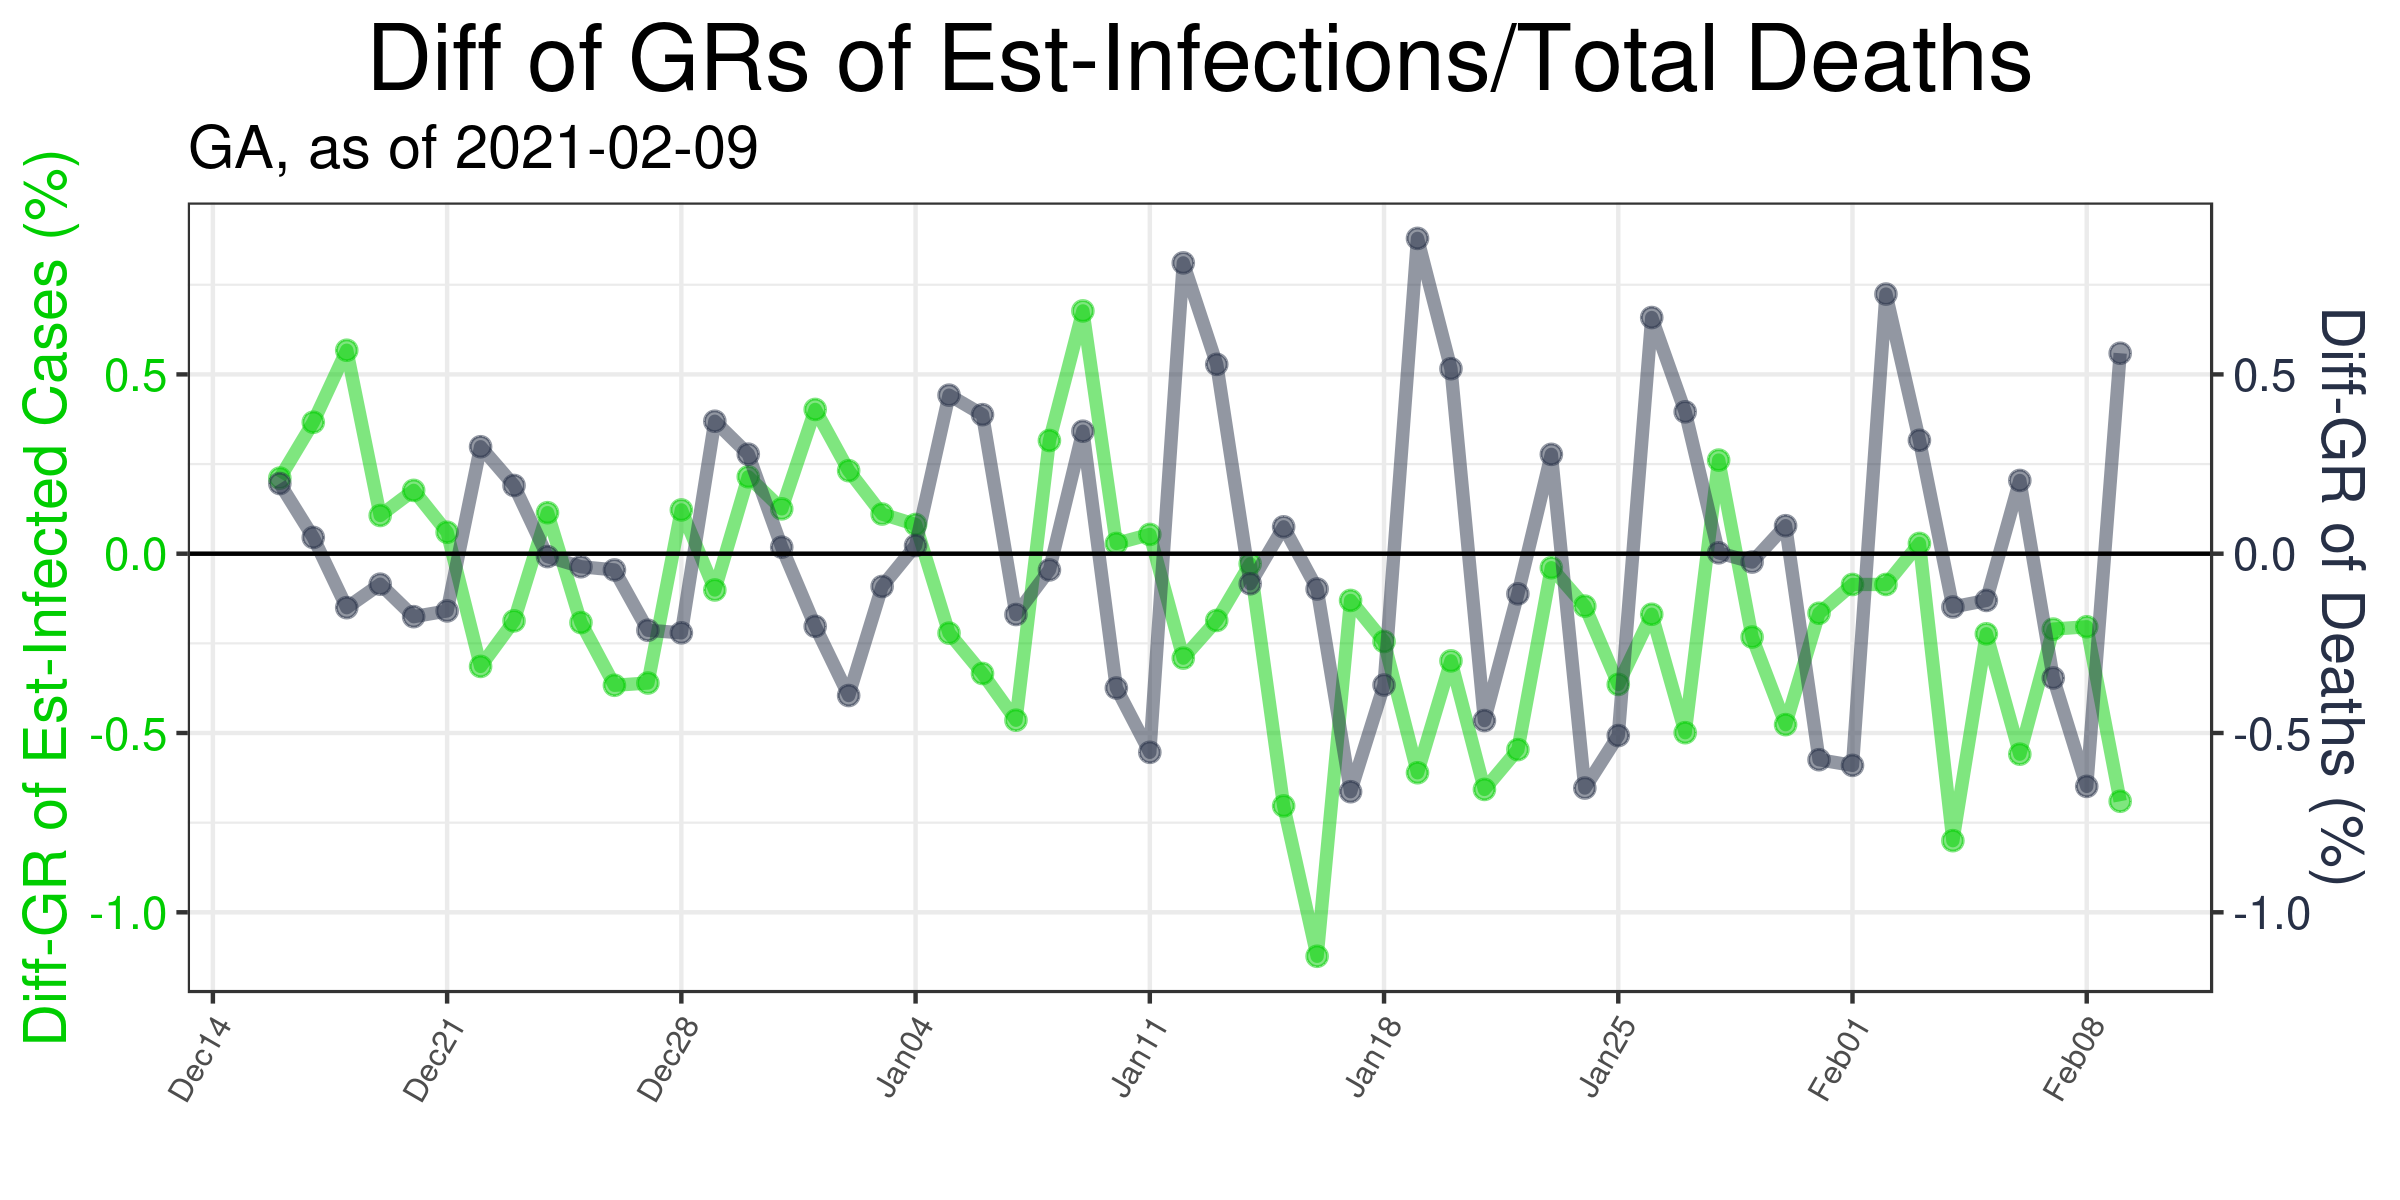 Diff of GRs of Est-Infections/Total Deaths
GA, as of 2021-02-09
Diff-GR of Est-Infected Cases (%)
0.5
0.0
-0.5
-1.0
0.5
0.0
-0.5
-1.0
Diff-GR of Deaths (%)
Dec14
Dec21
Dec28
Jan04
Jan11
Jan18
Jan25
Feb01
Feb08